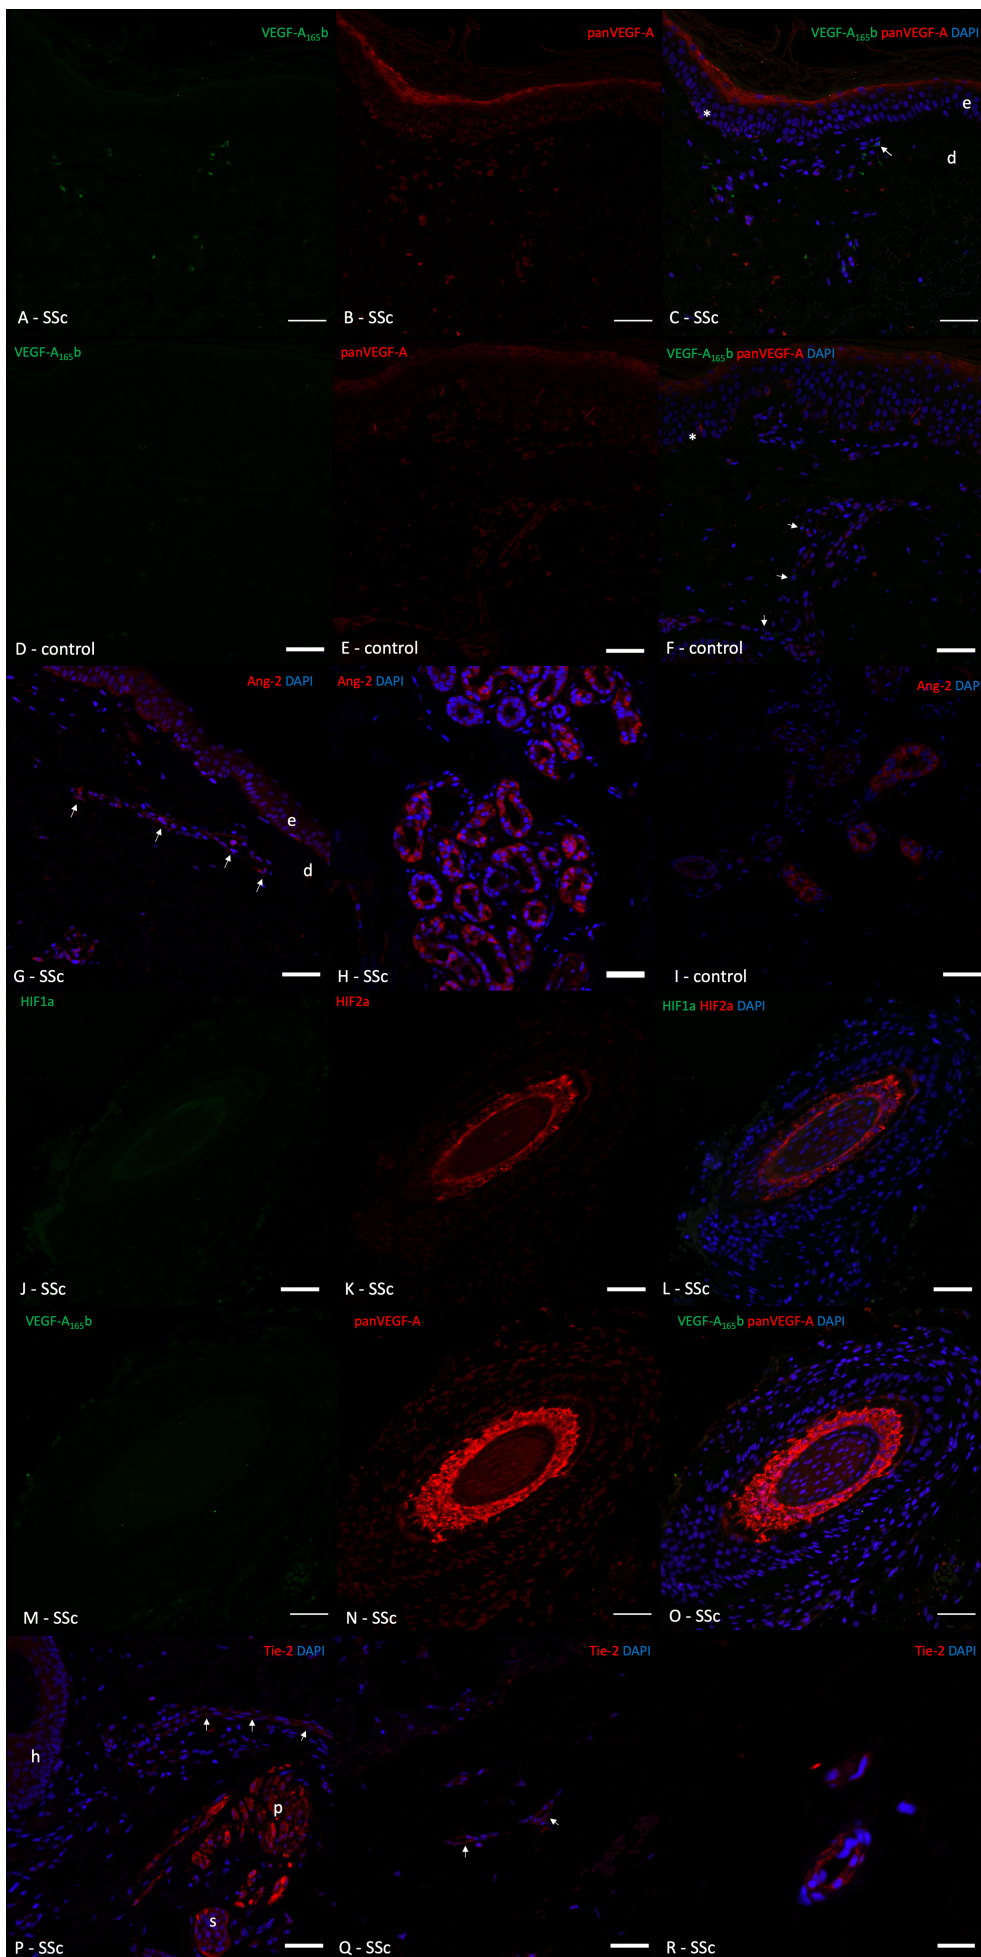 VEGF-A₁₆₅b
panVEGF-A
VEGF-A₁₆₅b panVEGF-A DAPI
*
e
d
A - SSc
B - SSc
C - SSc
VEGF-A₁₆₅b
panVEGF-A
VEGF-A₁₆₅b panVEGF-A DAPI
*
D - control
E - control
F - control
Ang-2 DAPI
Ang-2 DAPI
Ang-2 DAP
e
d
G - SSc
H - SSc
I - control
HIF1a
HIF2a
HIF1a HIF2a DAPI
J - SSc
K - SSc
L - SSc
VEGF-A₁₆₅b
panVEGF-A
VEGF-A₁₆₅b panVEGF-A DAPI
M - SSc
N - SSc
O - SSc
Tie-2 DAPI
Tie-2 DAPI
Tie-2 DAPI
h
p
s
P - SSc
Q - SSc
R - SSc